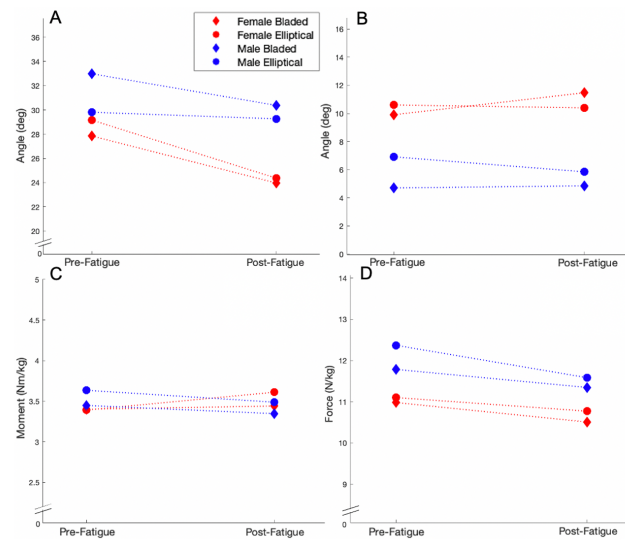 A
Female Bladed
Female Elliptical
Male Bladed
Male Elliptical
Angle (deg)
36
34
32
30
28
26
24
22
20
0
Pre-Fatigue
Post-Fatigue
B
Angle (deg)
16
14
12
10
8
6
4
2
0
Pre-Fatigue
Post-Fatigue
C
Moment (Nm/kg)
5
4.5
4
3.5
3
2.5
0
Pre-Fatigue
Post-Fatigue
D
Force (N/kg)
14
13
12
11
10
9
0
Pre-Fatigue
Post-Fatigue